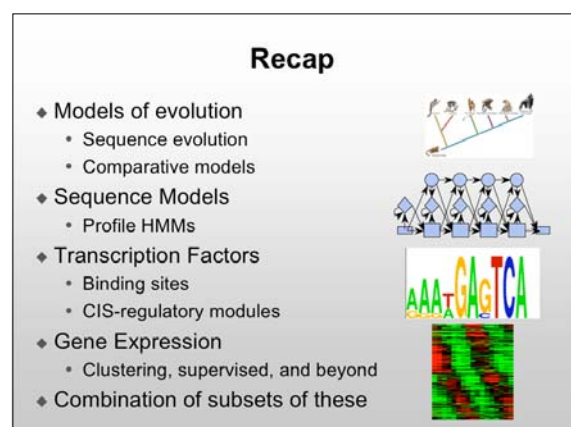 Recap
◆ Models of evolution
• Sequence evolution
• Comparative models
◆ Sequence Models
• Profile HMMs
◆ Transcription Factors
• Binding sites
• CIS-regulatory modules
◆ Gene Expression
• Clustering, supervised, and beyond
◆ Combination of subsets of these
AAATGAGTCA